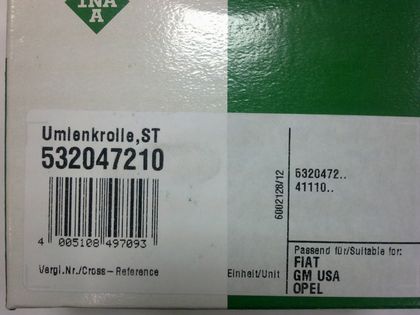 INA
A
Umlenkrolle,ST
532047210
4 005108 497093
Vergl.Nr./Cross- Reference
Einheit/Unit
6002128/12
5320472..
41110..
Passend für/Suitable for:
FIAT
GM USA
OPEL